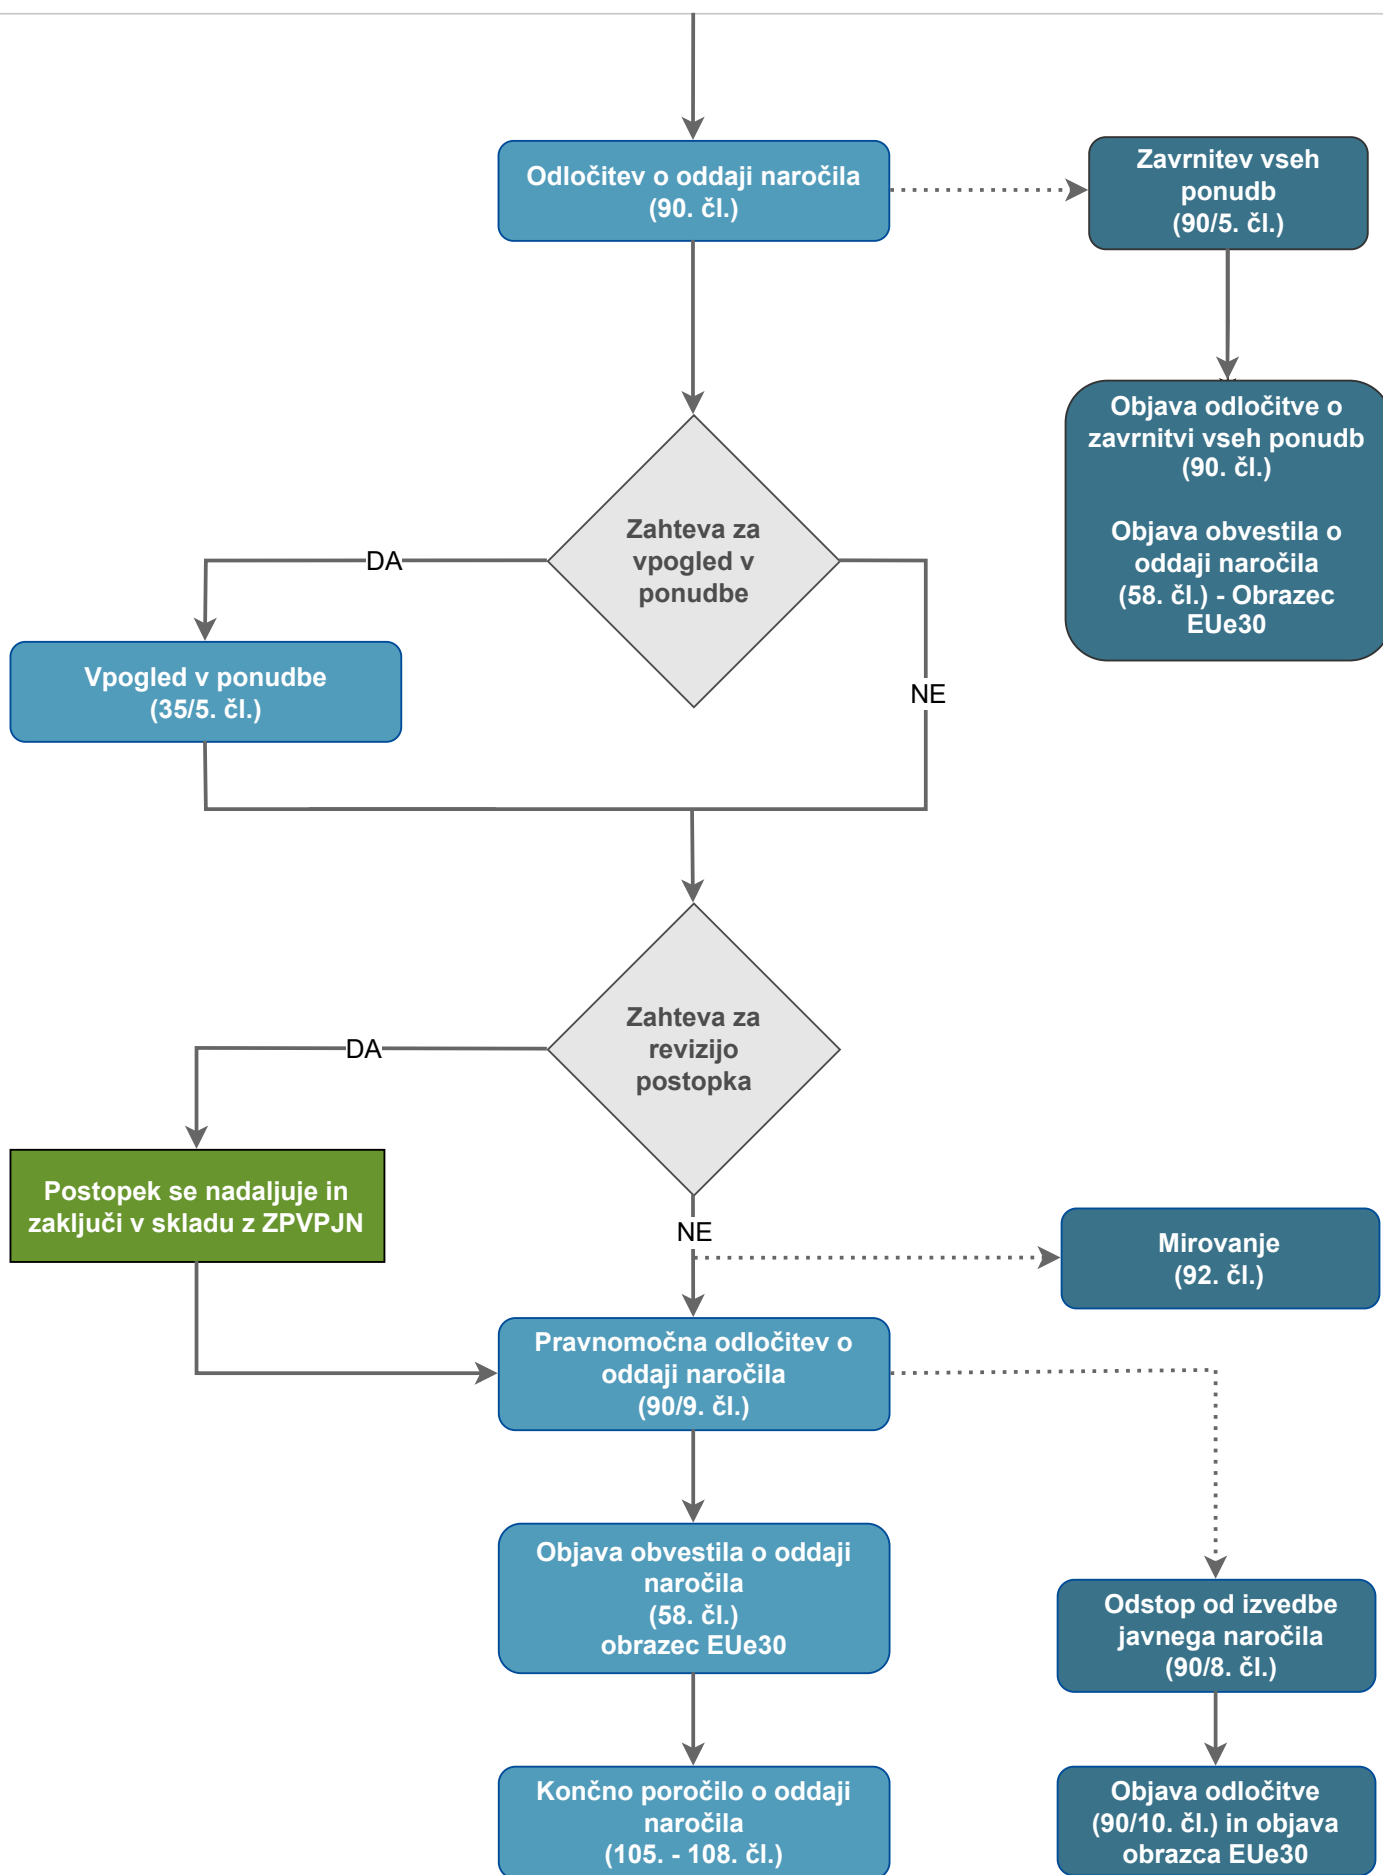 Odločitev o oddaji naročila
(90. čl.)
Zavrnitev vseh
ponudb
(90/5. čl.)
Objava odločitve o
zavrnitvi vseh ponudb
(90. čl.)
Objava obvestila o
oddaji naročila
(58. čl.) - Obrazec
EUe30
Zahteva za
vpogled v
ponudbe
DA
NE
Vpogled v ponudbe
(35/5. čl.)
Zahteva za
revizijo
postopka
DA
NE
Postopek se nadaljuje in
zaključi v skladu z ZPVPJN
Mirovanje
(92. čl.)
Pravnomočna odločitev o
oddaji naročila
(90/9. čl.)
Objava obvestila o oddaji
naročila
(58. čl.)
obrazec EUe30
Odstop od izvedbe
javnega naročila
(90/8. čl.)
Končno poročilo o oddaji
naročila
(105. - 108. čl.)
Objava odločitve
(90/10. čl.) in objava
obrazca EUe30